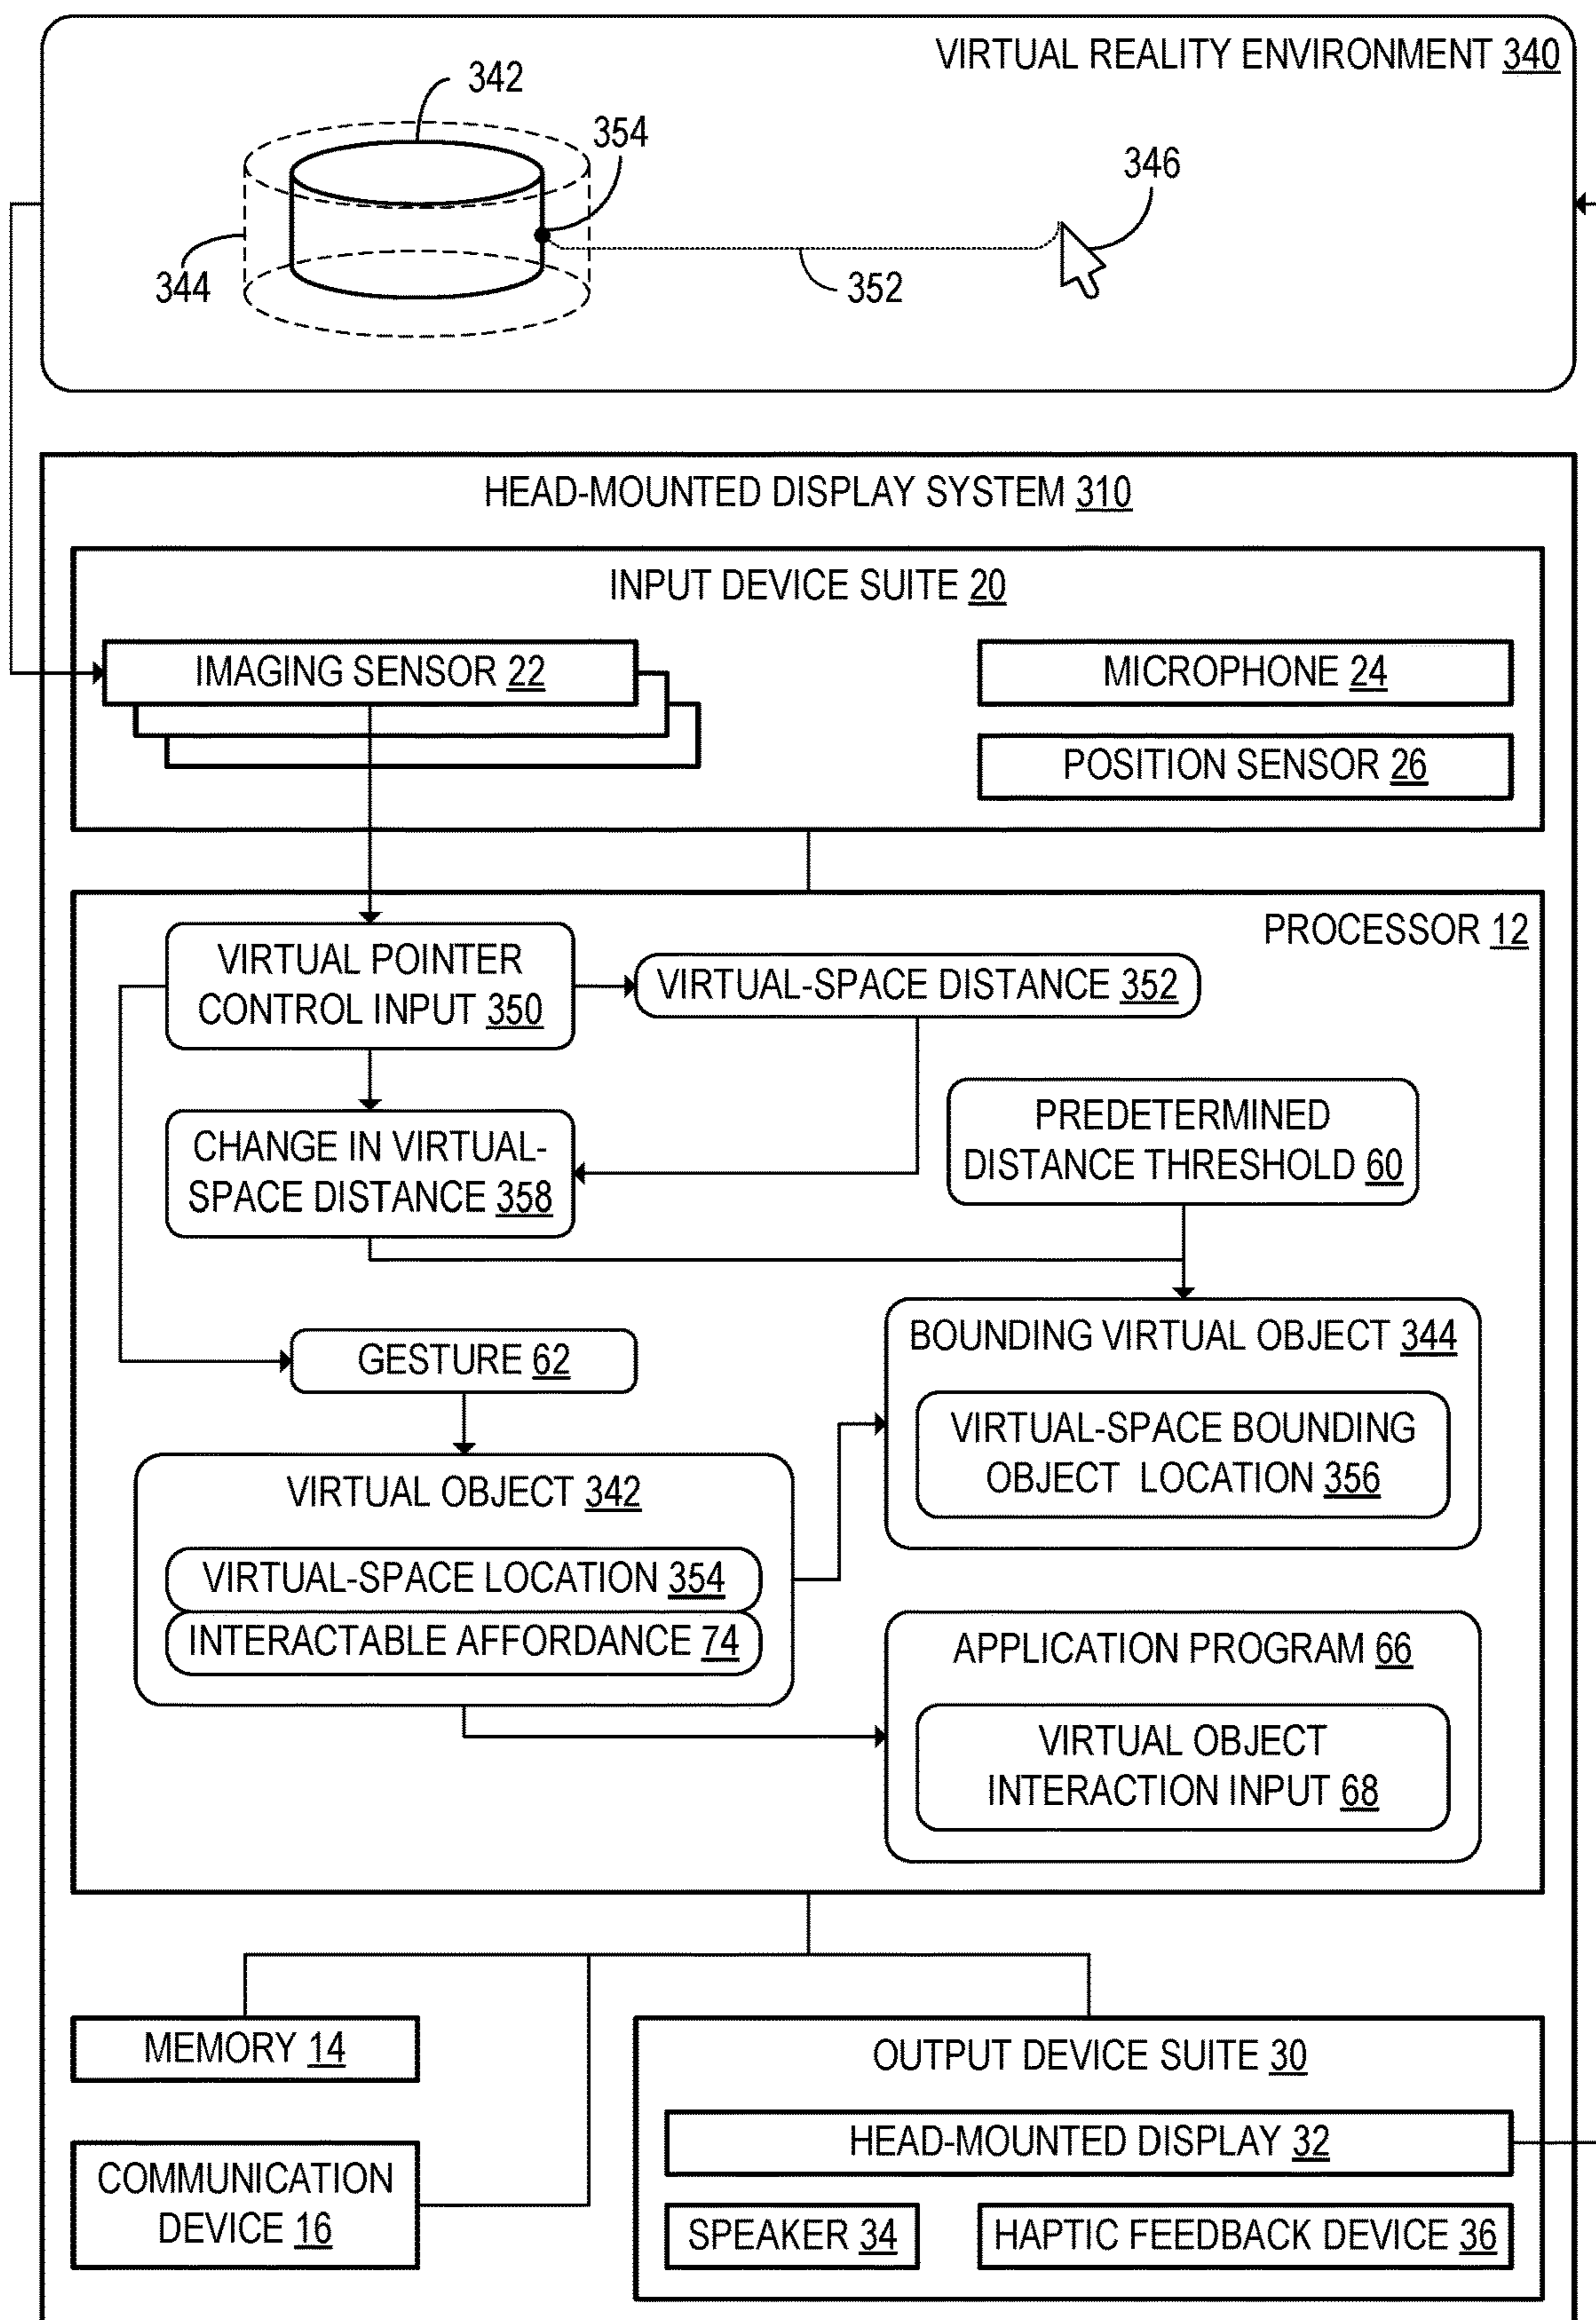 VIRTUAL REALITY ENVIRONMENT 340
342
354
346
344
352
HEAD-MOUNTED DISPLAY SYSTEM 310
INPUT DEVICE SUITE 20
IMAGING SENSOR 22
MICROPHONE 24
POSITION SENSOR 26
PROCESSOR 12
VIRTUAL POINTER
CONTROL INPUT 350
VIRTUAL-SPACE DISTANCE 352
PREDETERMINED
DISTANCE THRESHOLD 60
CHANGE IN VIRTUAL-
SPACE DISTANCE 358
BOUNDING VIRTUAL OBJECT 344
GESTURE 62
VIRTUAL-SPACE BOUNDING
OBJECT LOCATION 356
VIRTUAL OBJECT 342
VIRTUAL-SPACE LOCATION 354
INTERACTABLE AFFORDANCE 74
APPLICATION PROGRAM 66
VIRTUAL OBJECT
INTERACTION INPUT 68
MEMORY 14
OUTPUT DEVICE SUITE 30
HEAD-MOUNTED DISPLAY 32
COMMUNICATION
DEVICE 16
SPEAKER 34
HAPTIC FEEDBACK DEVICE 36